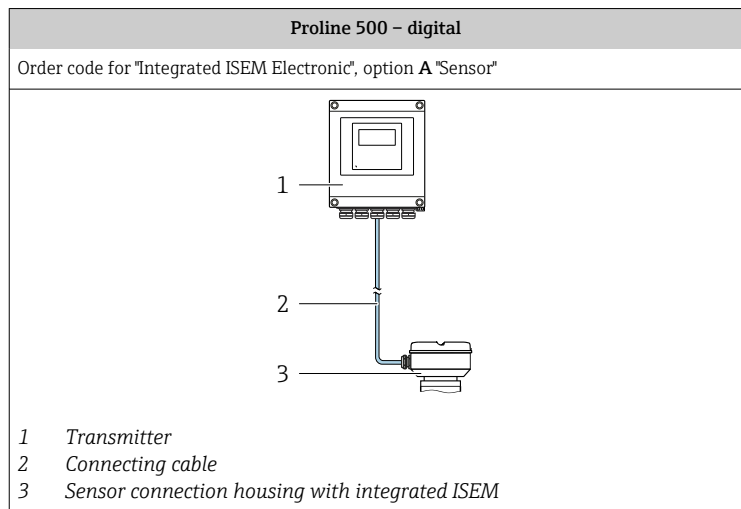 Proline 500 – digital
Order code for "Integrated ISEM Electronic", option A "Sensor"
1
2
3
1 Transmitter
2 Connecting cable
3 Sensor connection housing with integrated ISEM